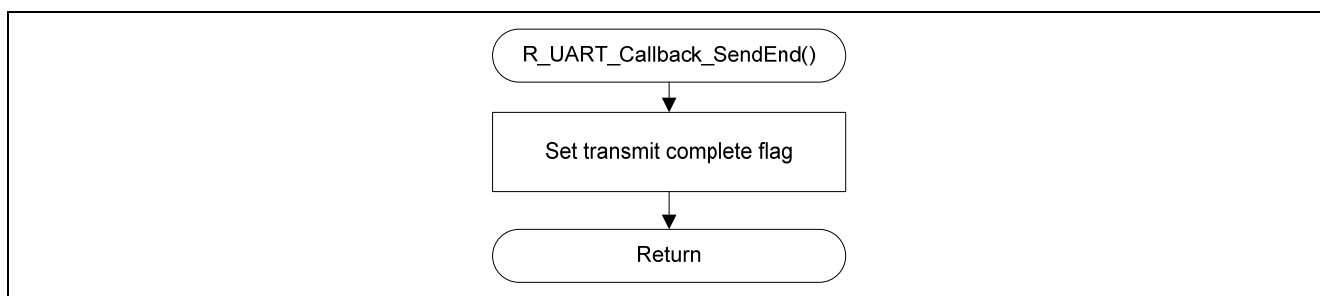 R_UART_Callback_SendEnd()
Set transmit complete flag
Return